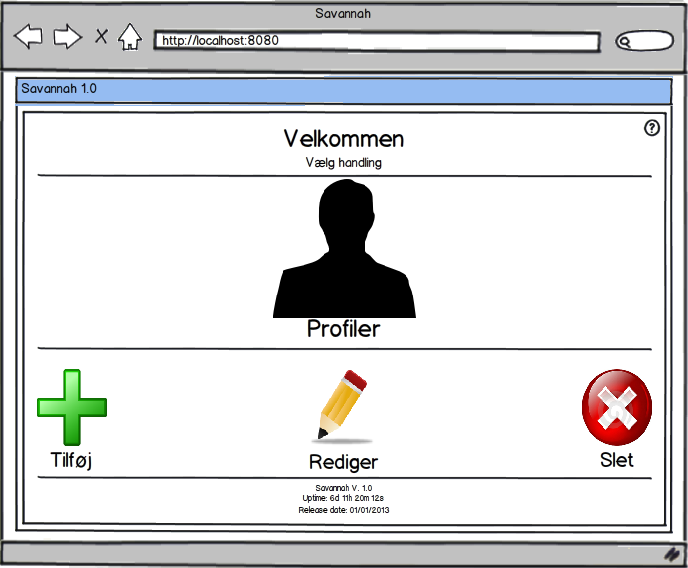 Savannah
http://localhost:8080
Savannah 1.0
?
Velkommen
Vælg handling
Profiler
Tilføj
Rediger
Slet
Savannah V. 1.0
Uptime: 6d 11h 20m 12s
Release date: 01/01/2013